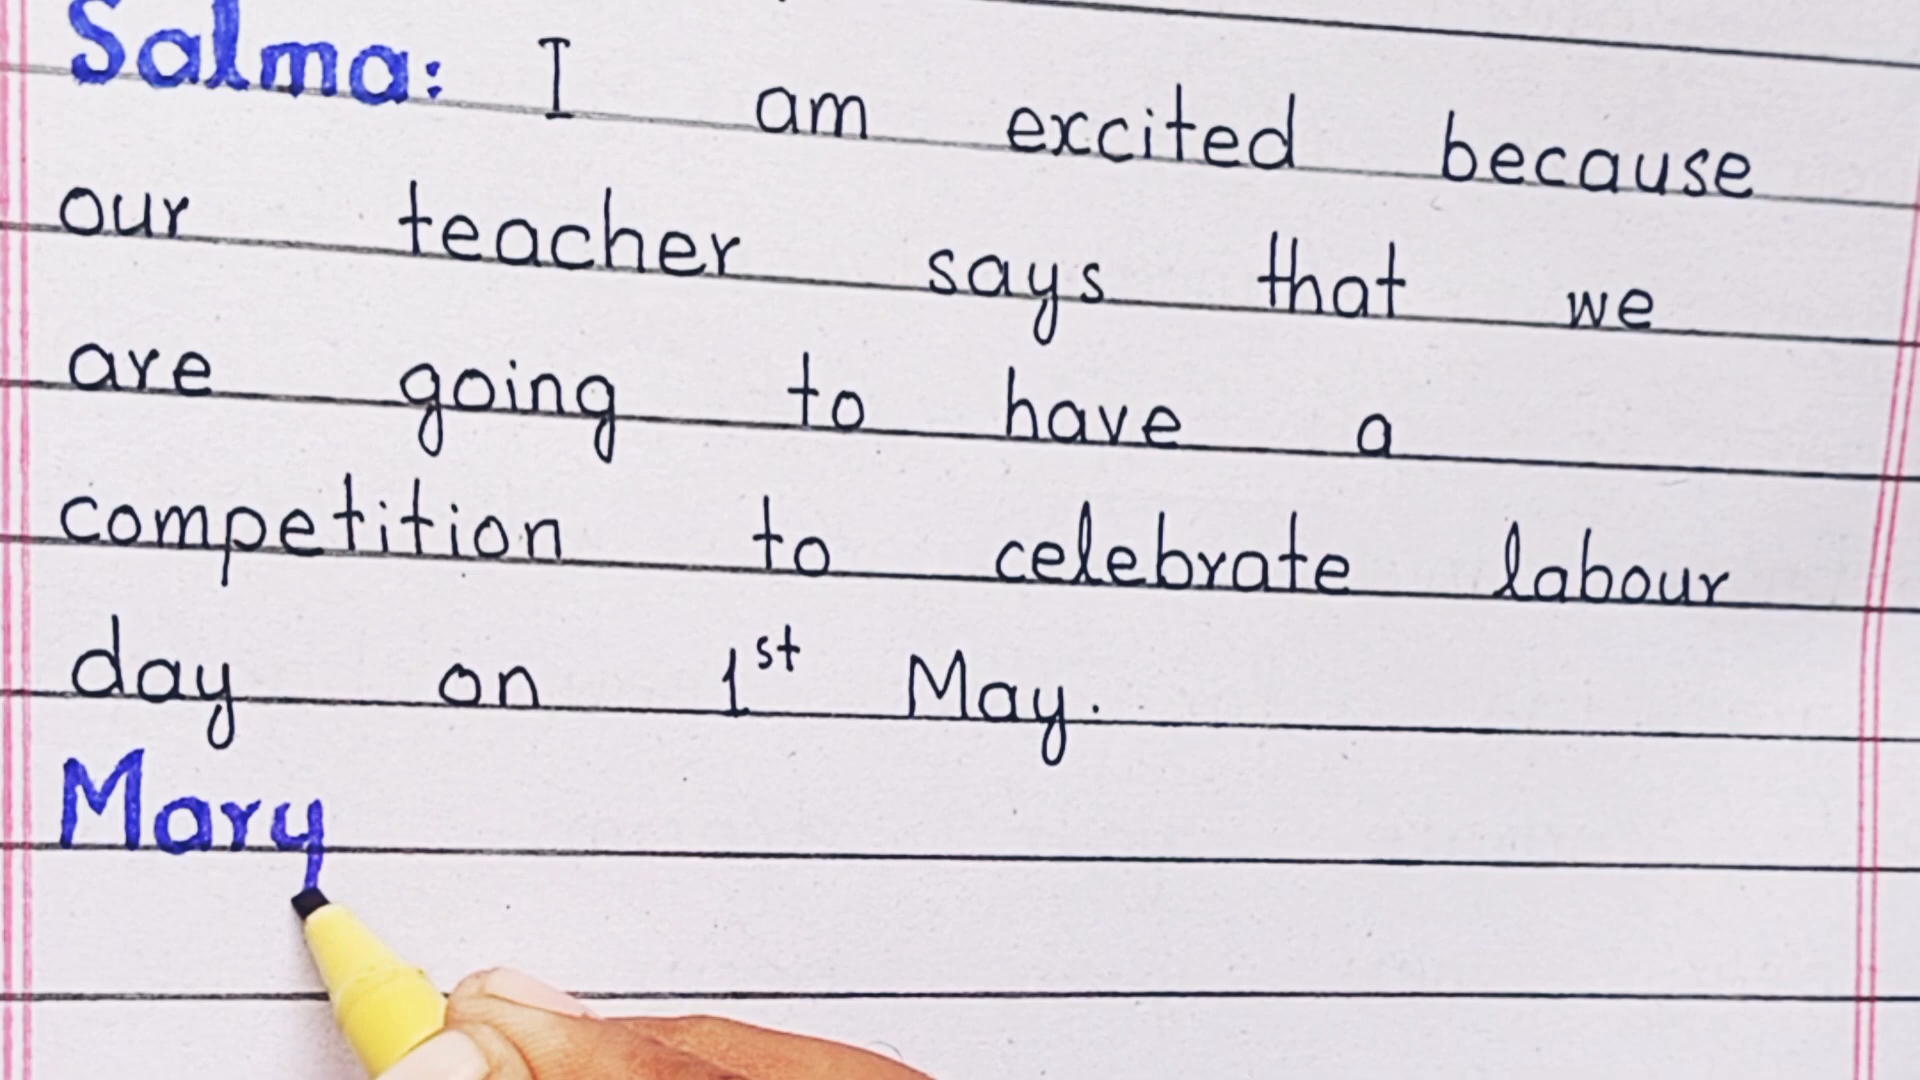 Salma: I am excited because
our teacher says that we
are going to have a
competition to celebrate labour
day on 1st May.
Mary